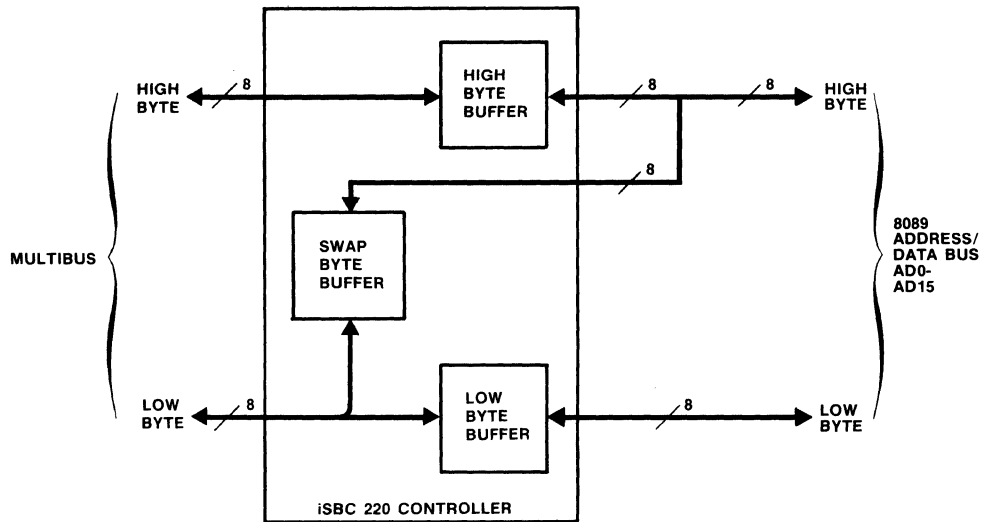 HIGH
BYTE
8
HIGH
BYTE
BUFFER
8
8
HIGH
BYTE
8
MULTIBUS
SWAP
BYTE
BUFFER
8089
ADDRESS/
DATA BUS
AD0-
AD15
LOW
BYTE
8
LOW
BYTE
BUFFER
8
LOW
BYTE
iSBC 220 CONTROLLER